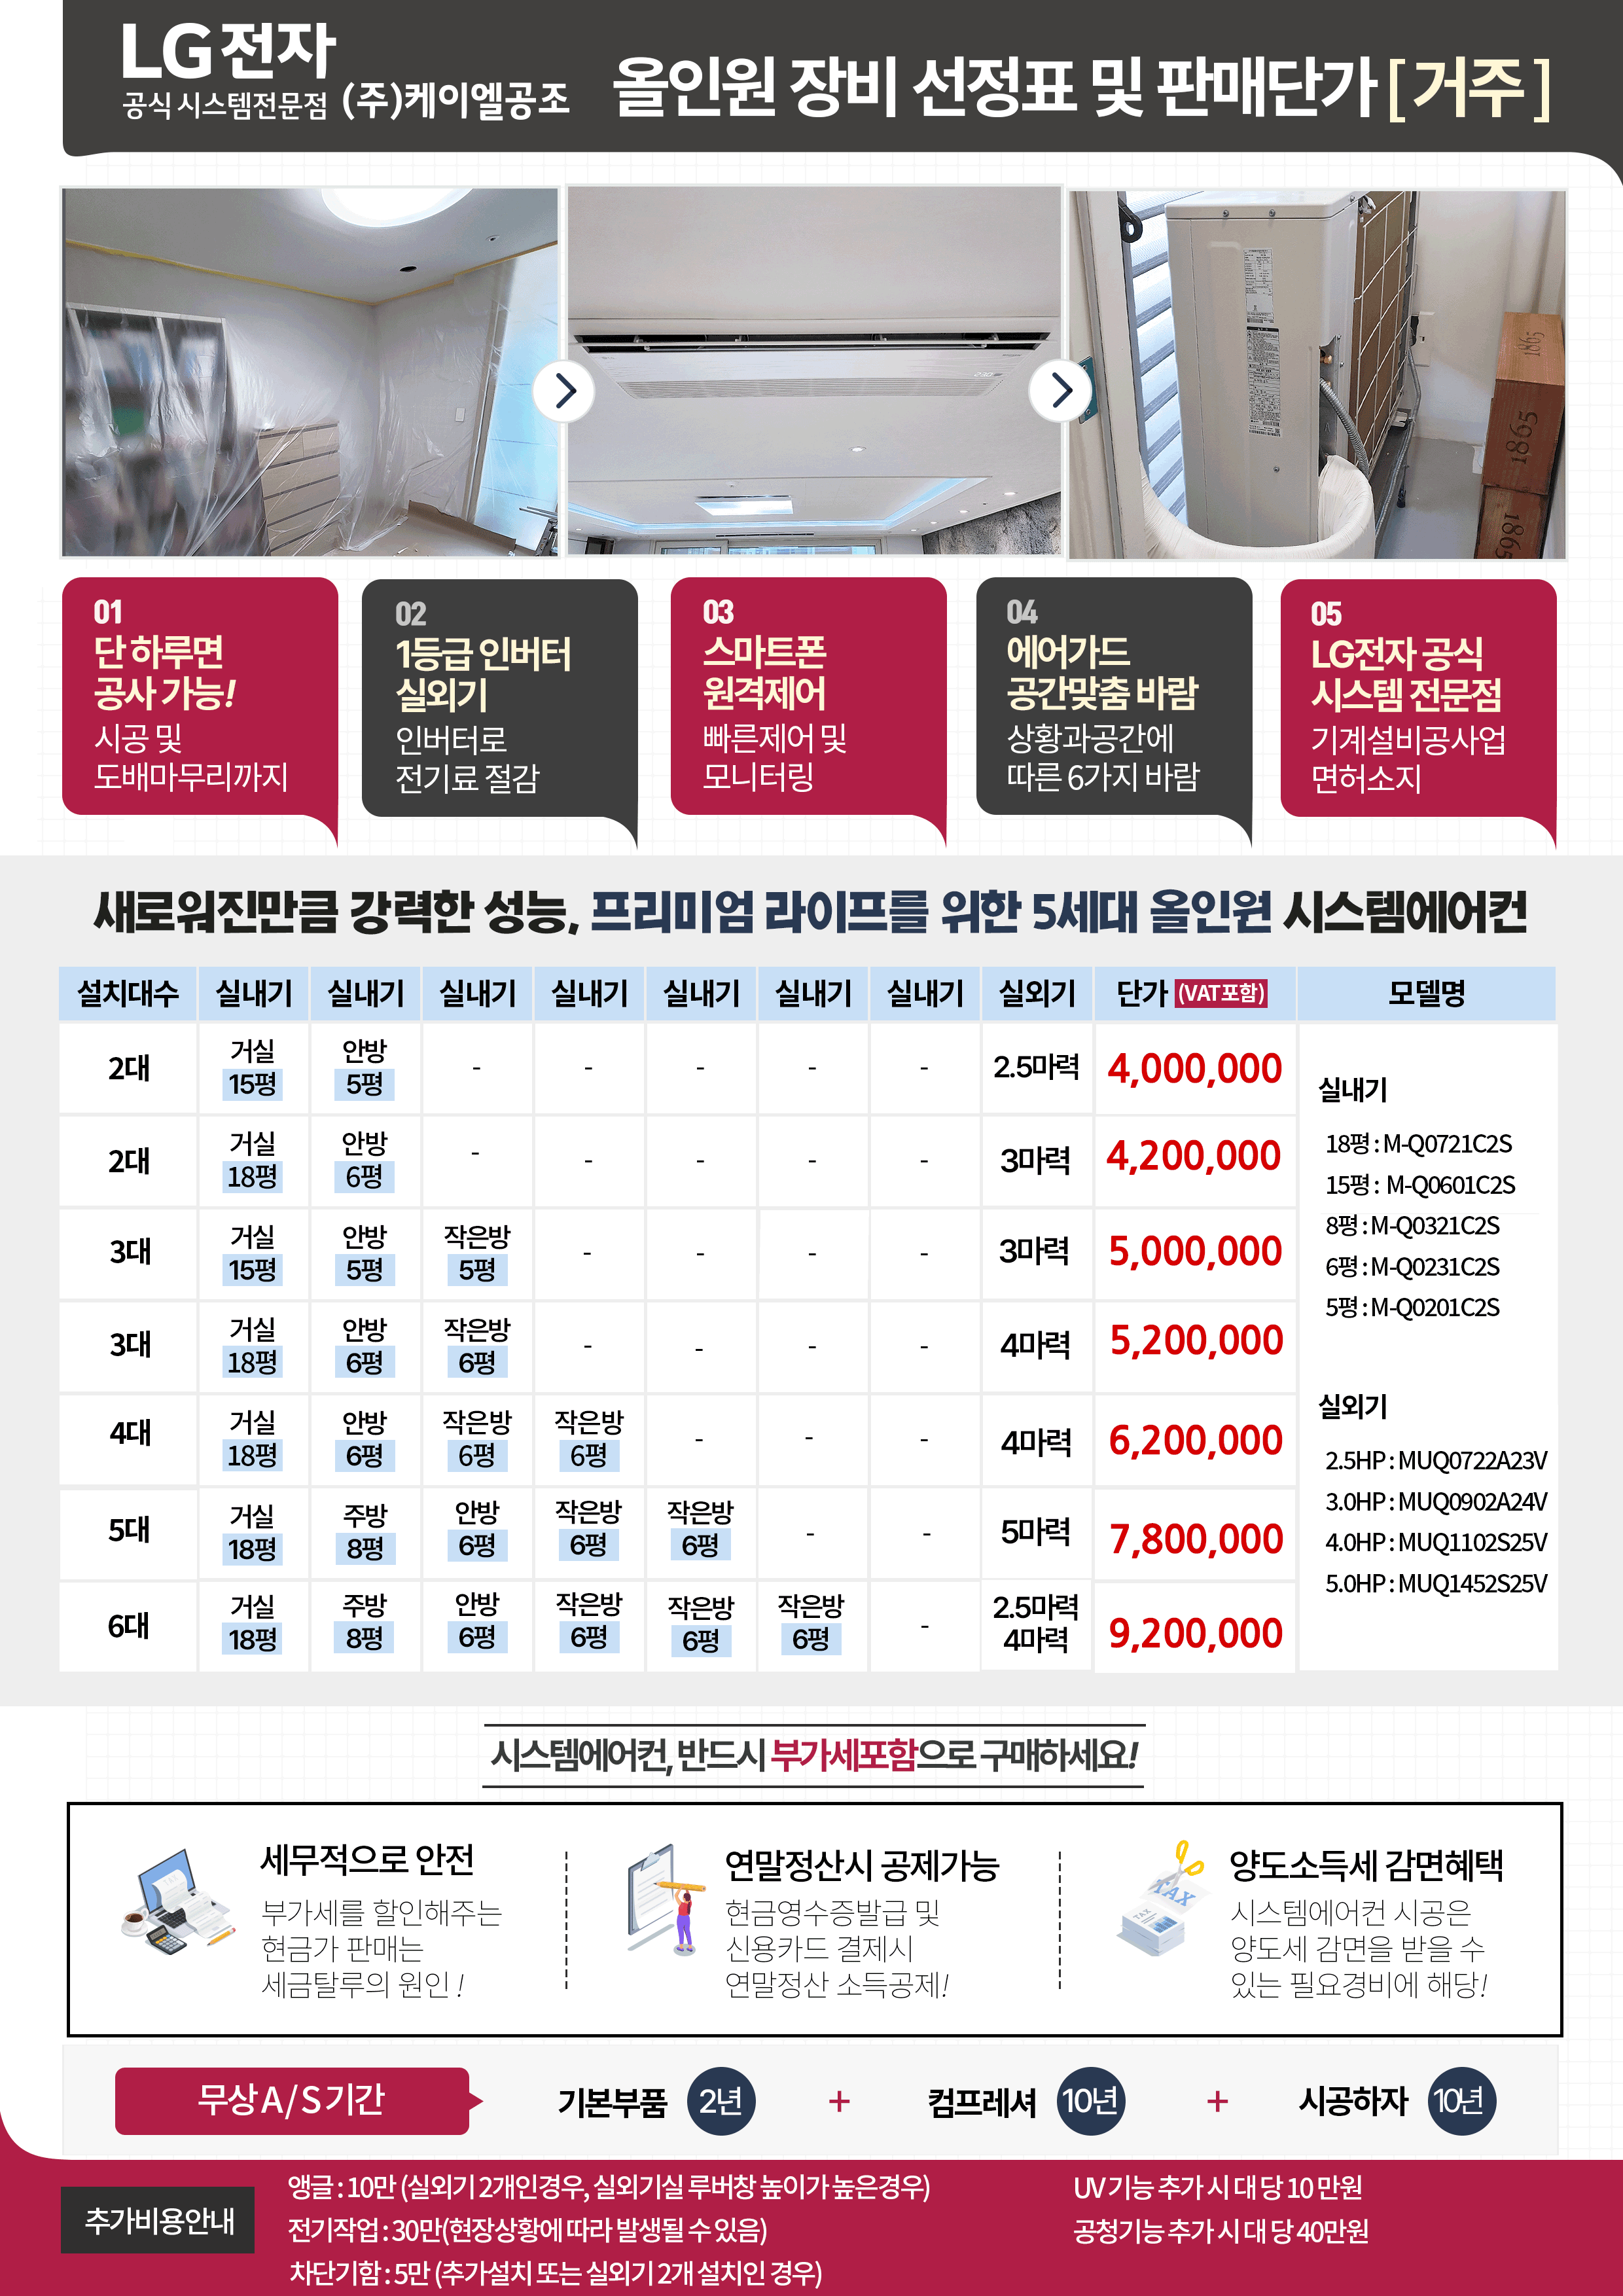 LG전자
공식 시스템전문점 (주)케이엘공조
올인원 장비 선정표 및 판매단가 [거주]
1865
1865
1865
01
단 하루면
공사 가능!
시공 및
도배마무리까지
02
1등급 인버터
실외기
인버터로
전기료 절감
03
스마트폰
원격제어
빠른제어 및
모니터링
04
에어가드
공간맞춤 바람
상황과공간에
따른 6가지 바람
05
LG전자 공식
시스템 전문점
기계설비공사업
면허소지
새로워진만큼 강력한 성능, 프리미엄 라이프를 위한 5세대 올인원 시스템에어컨
설치대수 실내기 실내기 실내기 실내기 실내기 실내기 실내기 실외기 단가 (VAT포함) 모델명
2대 거실 15평 안방 5평 - - - - - 2.5마력 4,000,000
2대 거실 18평 안방 6평 - - - - - 3마력 4,200,000
3대 거실 15평 안방 5평 작은방 5평 - - - - 3마력 5,000,000
3대 거실 18평 안방 6평 작은방 6평 - - - - 4마력 5,200,000
4대 거실 18평 안방 6평 작은방 6평 작은방 6평 - - - 4마력 6,200,000
5대 거실 18평 주방 8평 안방 6평 작은방 6평 작은방 6평 - - 5마력 7,800,000
6대 거실 18평 주방 8평 안방 6평 작은방 6평 작은방 6평 작은방 6평 - 2.5마력 4마력 9,200,000
실내기
18평 : M-Q0721C2S
15평 : M-Q0601C2S
8평 : M-Q0321C2S
6평 : M-Q0231C2S
5평 : M-Q0201C2S
실외기
2.5HP : MUQ0722A23V
3.0HP : MUQ0902A24V
4.0HP : MUQ1102S25V
5.0HP : MUQ1452S25V
시스템에어컨, 반드시 부가세포함으로 구매하세요!
세무적으로 안전
부가세를 할인해주는
현금가 판매는
세금탈루의 원인 !
연말정산시 공제가능
현금영수증발급 및
신용카드 결제시
연말정산 소득공제!
TAX
TAX
양도소득세 감면혜택
시스템에어컨 시공은
양도세 감면을 받을 수
있는 필요경비에 해당!
무상 A/S 기간
기본부품 2년 + 컴프레셔 10년 + 시공하자 10년
추가비용안내
앵글 : 10만 (실외기 2개인경우, 실외기실 루버창 높이가 높은경우)
전기작업 : 30만(현장상황에 따라 발생될 수 있음)
차단기함 : 5만 (추가설치 또는 실외기 2개 설치인 경우)
UV 기능 추가 시 대 당 10 만원
공청기능 추가 시 대 당 40만원